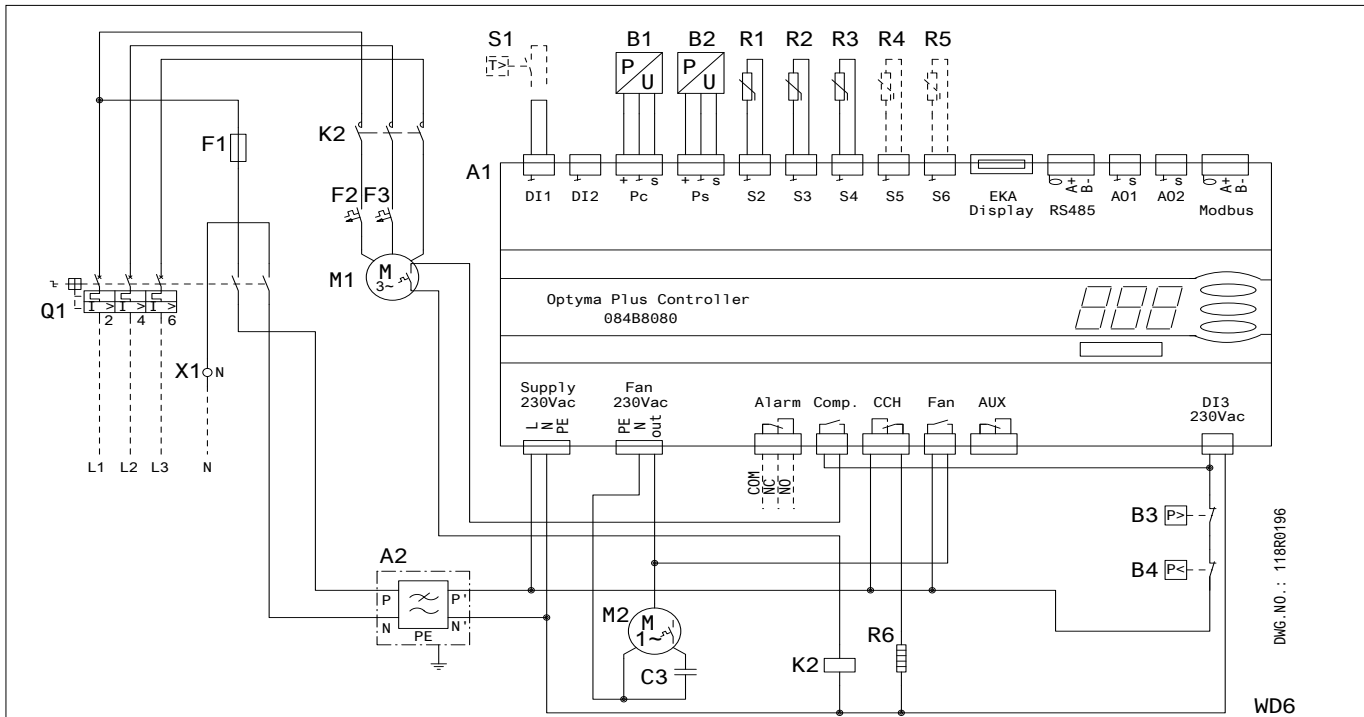 S1 B1 B2 R1 R2 R3 R4 R5
T> P U P U
F1 K2
A1
+ s + s 0 A+ B- s s 0 A+ B-
DI1 DI2 Pc Ps S2 S3 S4 S5 S6 EKA Display RS485 AO1 AO2 Modbus
F2 F3
M1 M 3~
Q1 I > I > I >
2 4 6
Optyma Plus Controller
084B8080
X1 N
Supply 230Vac
Fan 230Vac
Alarm Comp. CCH Fan AUX
DI3 230Vac
L N PE
PE N out
L1 L2 L3 N
COM NC NO
B3 P>
B4 P<
A2
P P'
N N'
PE
M2 M 1~
C3
K2
R6
DWG.NO.: 118R0196
WD6